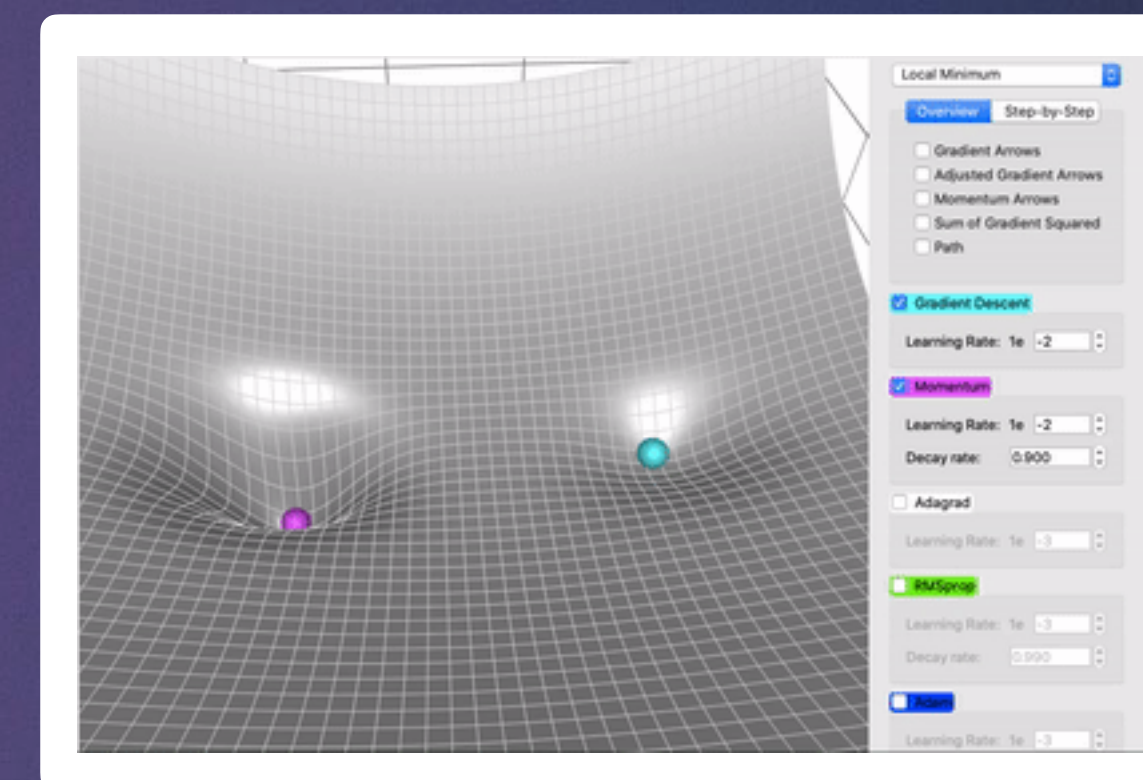 Local Minimum
Overview Step-by-Step
Gradient Arrows
Adjusted Gradient Arrows
Momentum Arrows
Sum of Gradient Squared
Path
Gradient Descent
Learning Rate: 1e -2
Momentum
Learning Rate: 1e -2
Decay rate: 0.900
Adagrad
Learning Rate: 1e -3
RMSprop
Learning Rate: 1e -3
Decay rate: 0.990
Adam
Learning Rate: 1e -3